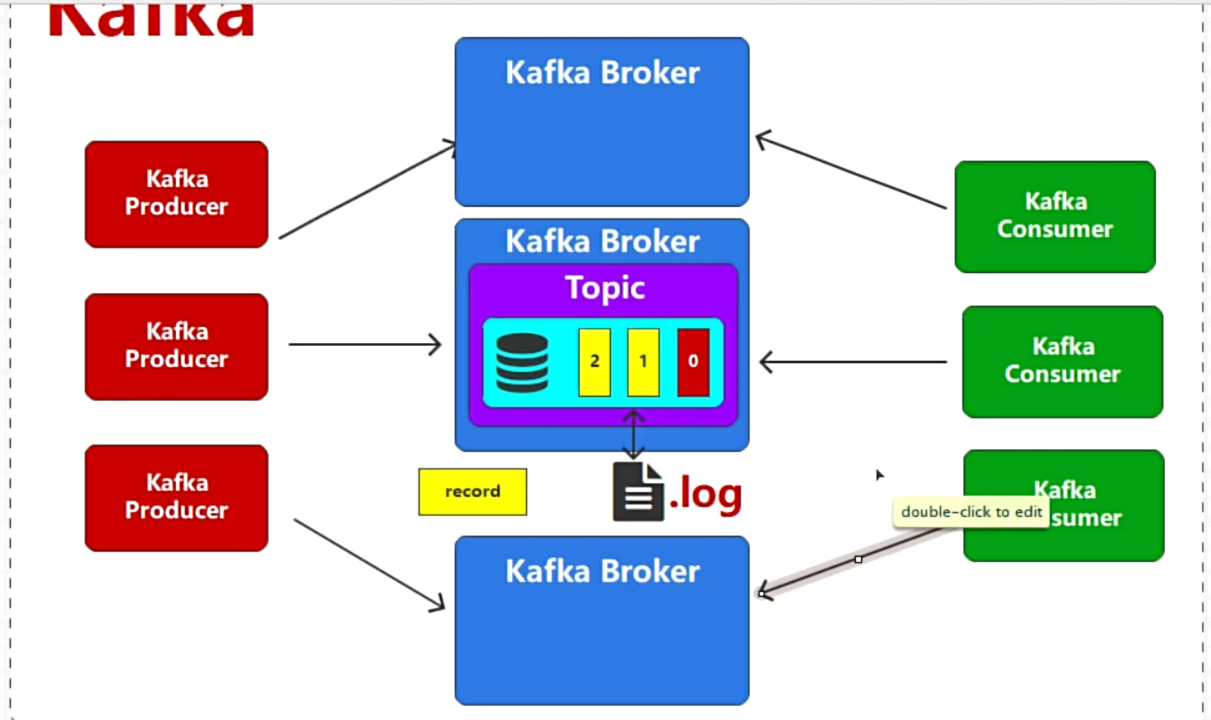 Kafka
Kafka Broker
Kafka
Producer
Kafka
Consumer
Kafka Broker
Topic
2
1
0
Kafka
Producer
Kafka
Consumer
Kafka
Producer
record
.log
Kafka
sumer
double-click to edit
Kafka Broker